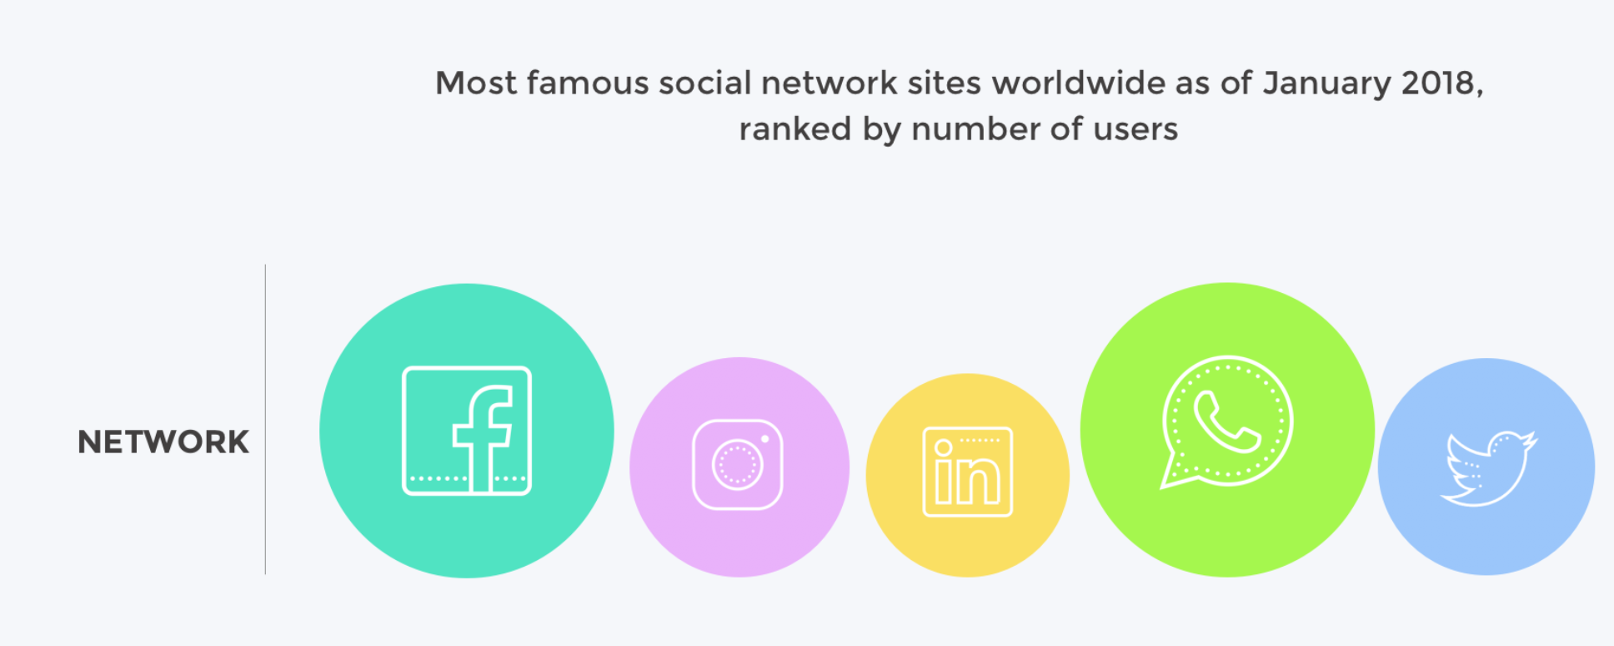 Most famous social network sites worldwide as of January 2018,
ranked by number of users
NETWORK
in